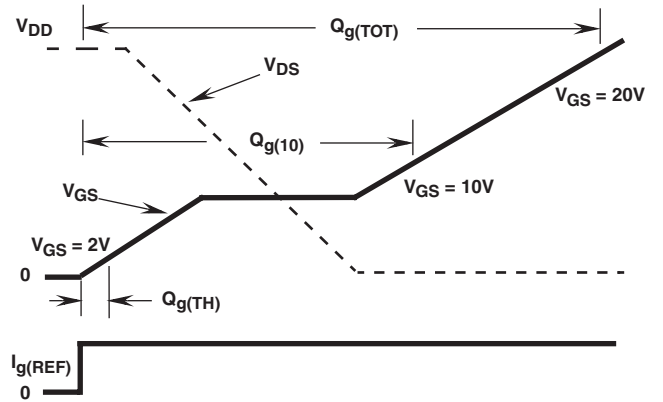 V_DD
Q_g(TOT)
V_DS
V_GS = 20V
Q_g(10)
V_GS
V_GS = 10V
V_GS = 2V
0
Q_g(TH)
I_g(REF)
0